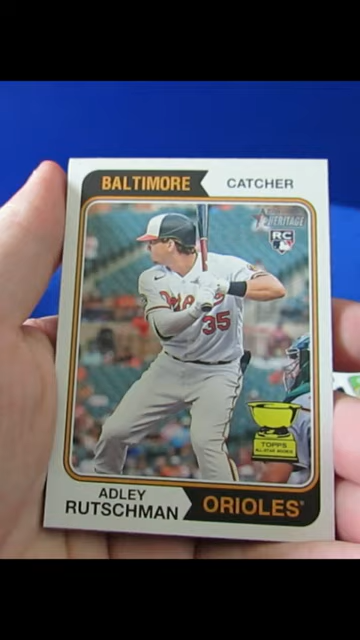 BALTIMORE
CATCHER
HERITAGE
RC
35
TOPPS
ALL-STAR ROOKIE
ADLEY
RUTSCHMAN
ORIOLES